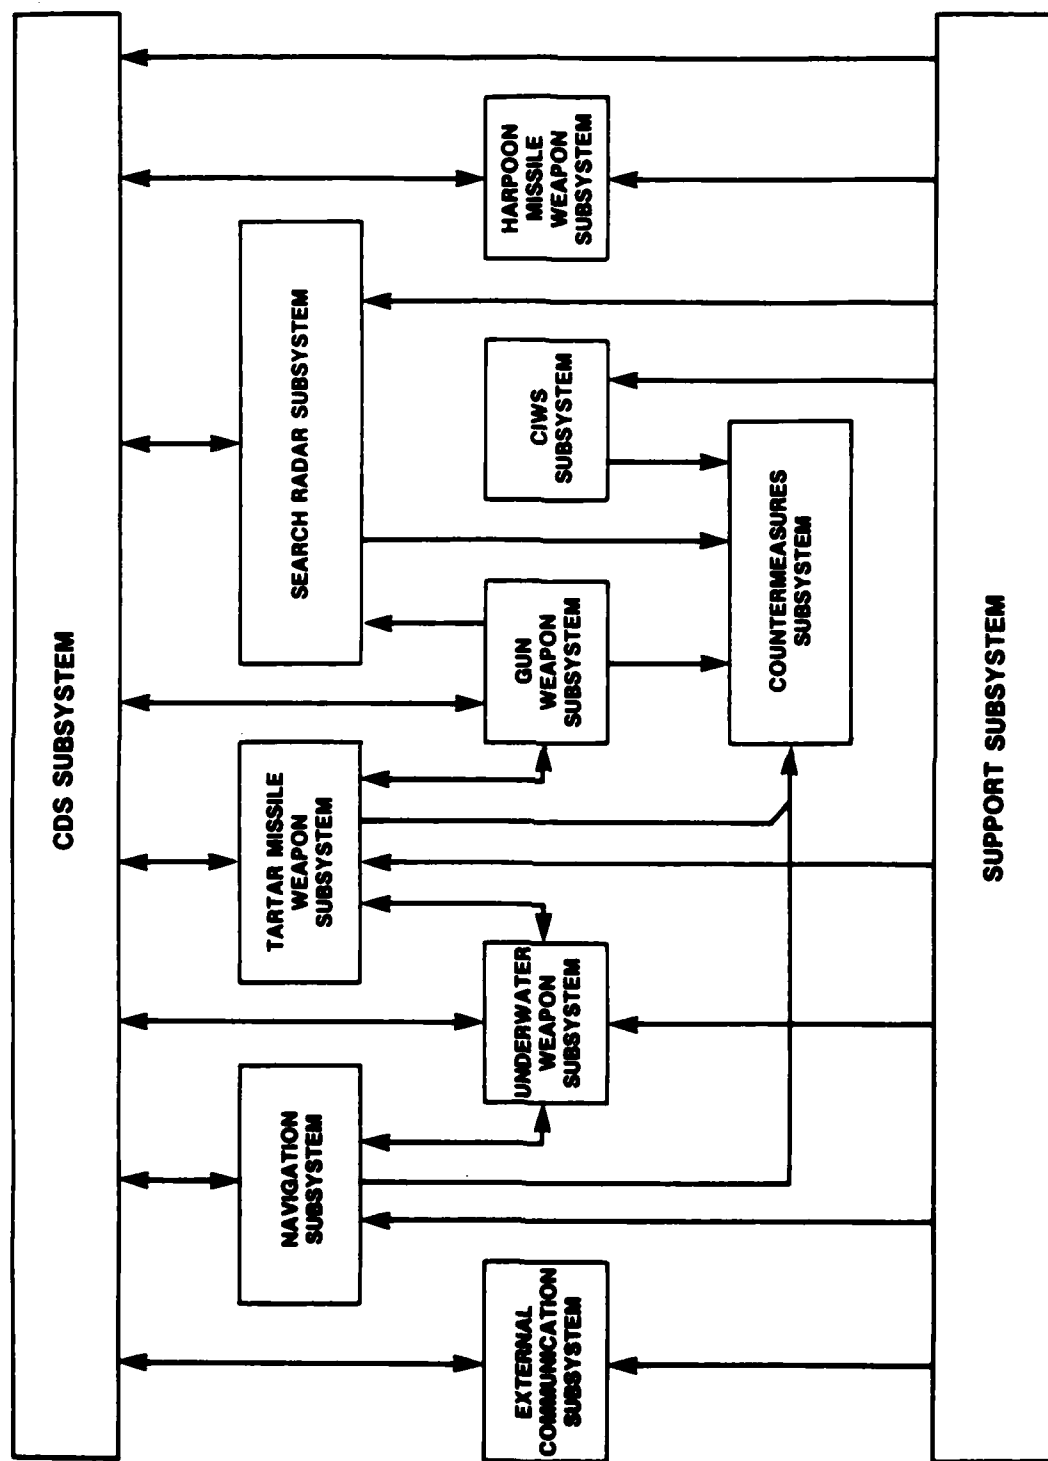 CDS SUBSYSTEM
NAVIGATION
SUBSYSTEM
TARTAR MISSILE
WEAPON
SUBSYSTEM
SEARCH RADAR SUBSYSTEM
EXTERNAL
COMMUNICATION
SUBSYSTEM
UNDERWATER
WEAPON
SUBSYSTEM
GUN
WEAPON
SUBSYSTEM
CIWS
SUBSYSTEM
HARPOON
MISSILE
WEAPON
SUBSYSTEM
COUNTERMEASURES
SUBSYSTEM
SUPPORT SUBSYSTEM